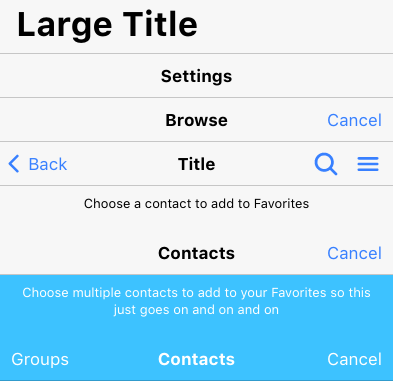 Large Title
Settings
Browse Cancel
Back Title
Choose a contact to add to Favorites
Contacts Cancel
Choose multiple contacts to add to your Favorites so this
just goes on and on and on
Groups Contacts Cancel